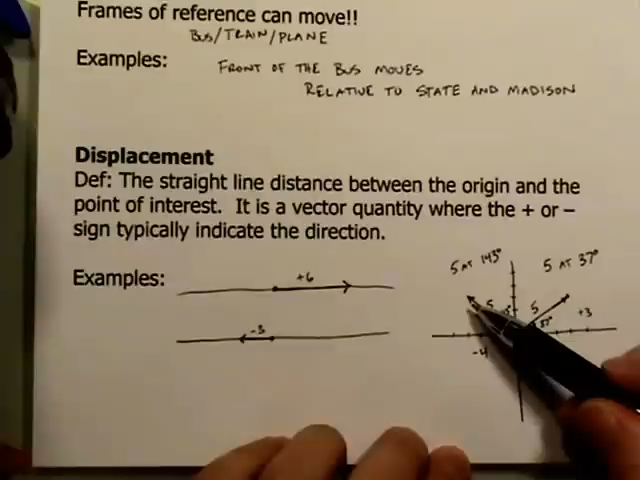 Frames of reference can move!!
BUS/TRAIN/PLANE
Examples: FRONT OF THE BUS MOVES
RELATIVE TO STATE AND MADISON
Displacement
Def: The straight line distance between the origin and the
point of interest. It is a vector quantity where the + or –
sign typically indicate the direction.
Examples:
+6
-3
5 AT 143°
5 AT 37°
5
5
+3
37°
-4